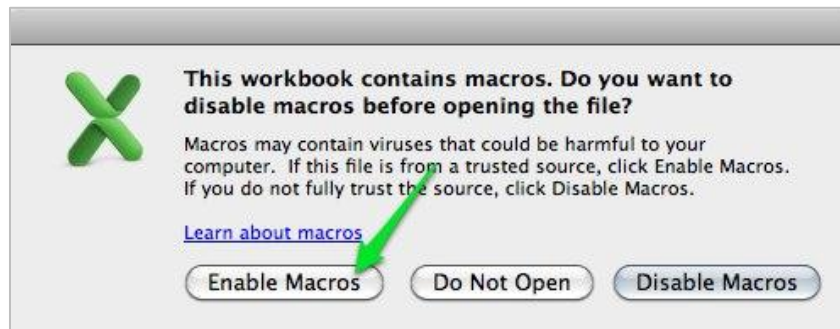 This workbook contains macros. Do you want to
disable macros before opening the file?
Macros may contain viruses that could be harmful to your
computer.  If this file is from a trusted source, click Enable Macros.
If you do not fully trust the source, click Disable Macros.
Learn about macros
Enable Macros
Do Not Open
Disable Macros